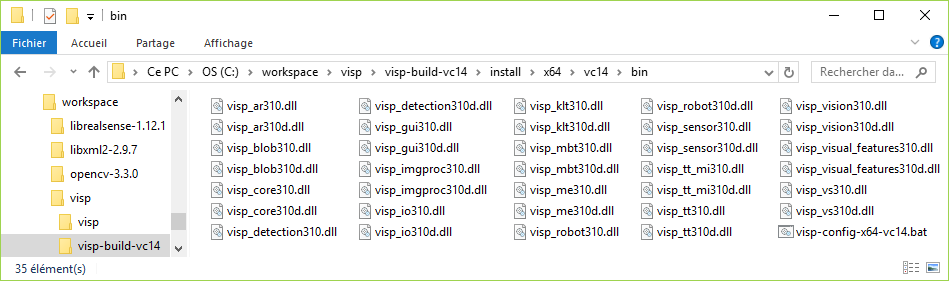 bin
Fichier Accueil Partage Affichage
Ce PC OS (C:) workspace visp visp-build-vc14 install x64 vc14 bin
Rechercher da...
workspace
librealsense-1.12.1
libxml2-2.9.7
opencv-3.3.0
visp
visp
visp-build-vc14
visp_ar310.dll
visp_ar310d.dll
visp_blob310.dll
visp_blob310d.dll
visp_core310.dll
visp_core310d.dll
visp_detection310.dll
visp_detection310d.dll
visp_gui310.dll
visp_gui310d.dll
visp_imgproc310.dll
visp_imgproc310d.dll
visp_io310.dll
visp_io310d.dll
visp_klt310.dll
visp_klt310d.dll
visp_mbt310.dll
visp_mbt310d.dll
visp_me310.dll
visp_me310d.dll
visp_robot310.dll
visp_robot310d.dll
visp_sensor310.dll
visp_sensor310d.dll
visp_tt_mi310.dll
visp_tt_mi310d.dll
visp_tt310.dll
visp_tt310d.dll
visp_vision310.dll
visp_vision310d.dll
visp_visual_features310.dll
visp_visual_features310d.dll
visp_vs310.dll
visp_vs310d.dll
visp-config-x64-vc14.bat
35 élément(s)